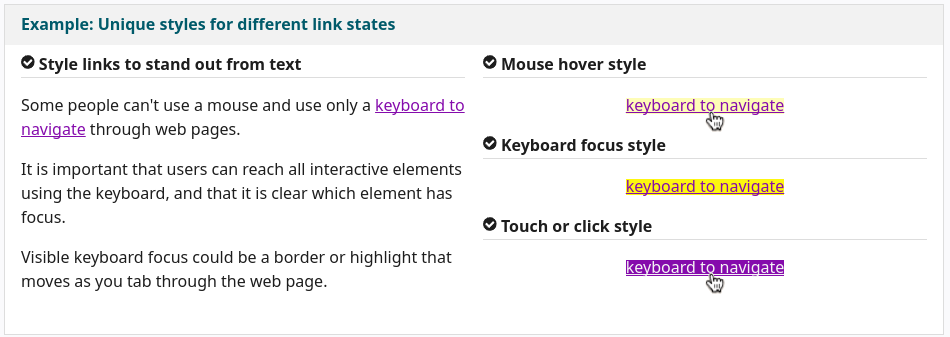 Example: Unique styles for different link states
Style links to stand out from text
Some people can't use a mouse and use only a keyboard to
navigate through web pages.
It is important that users can reach all interactive elements
using the keyboard, and that it is clear which element has
focus.
Visible keyboard focus could be a border or highlight that
moves as you tab through the web page.
Mouse hover style
keyboard to navigate
Keyboard focus style
keyboard to navigate
Touch or click style
keyboard to navigate